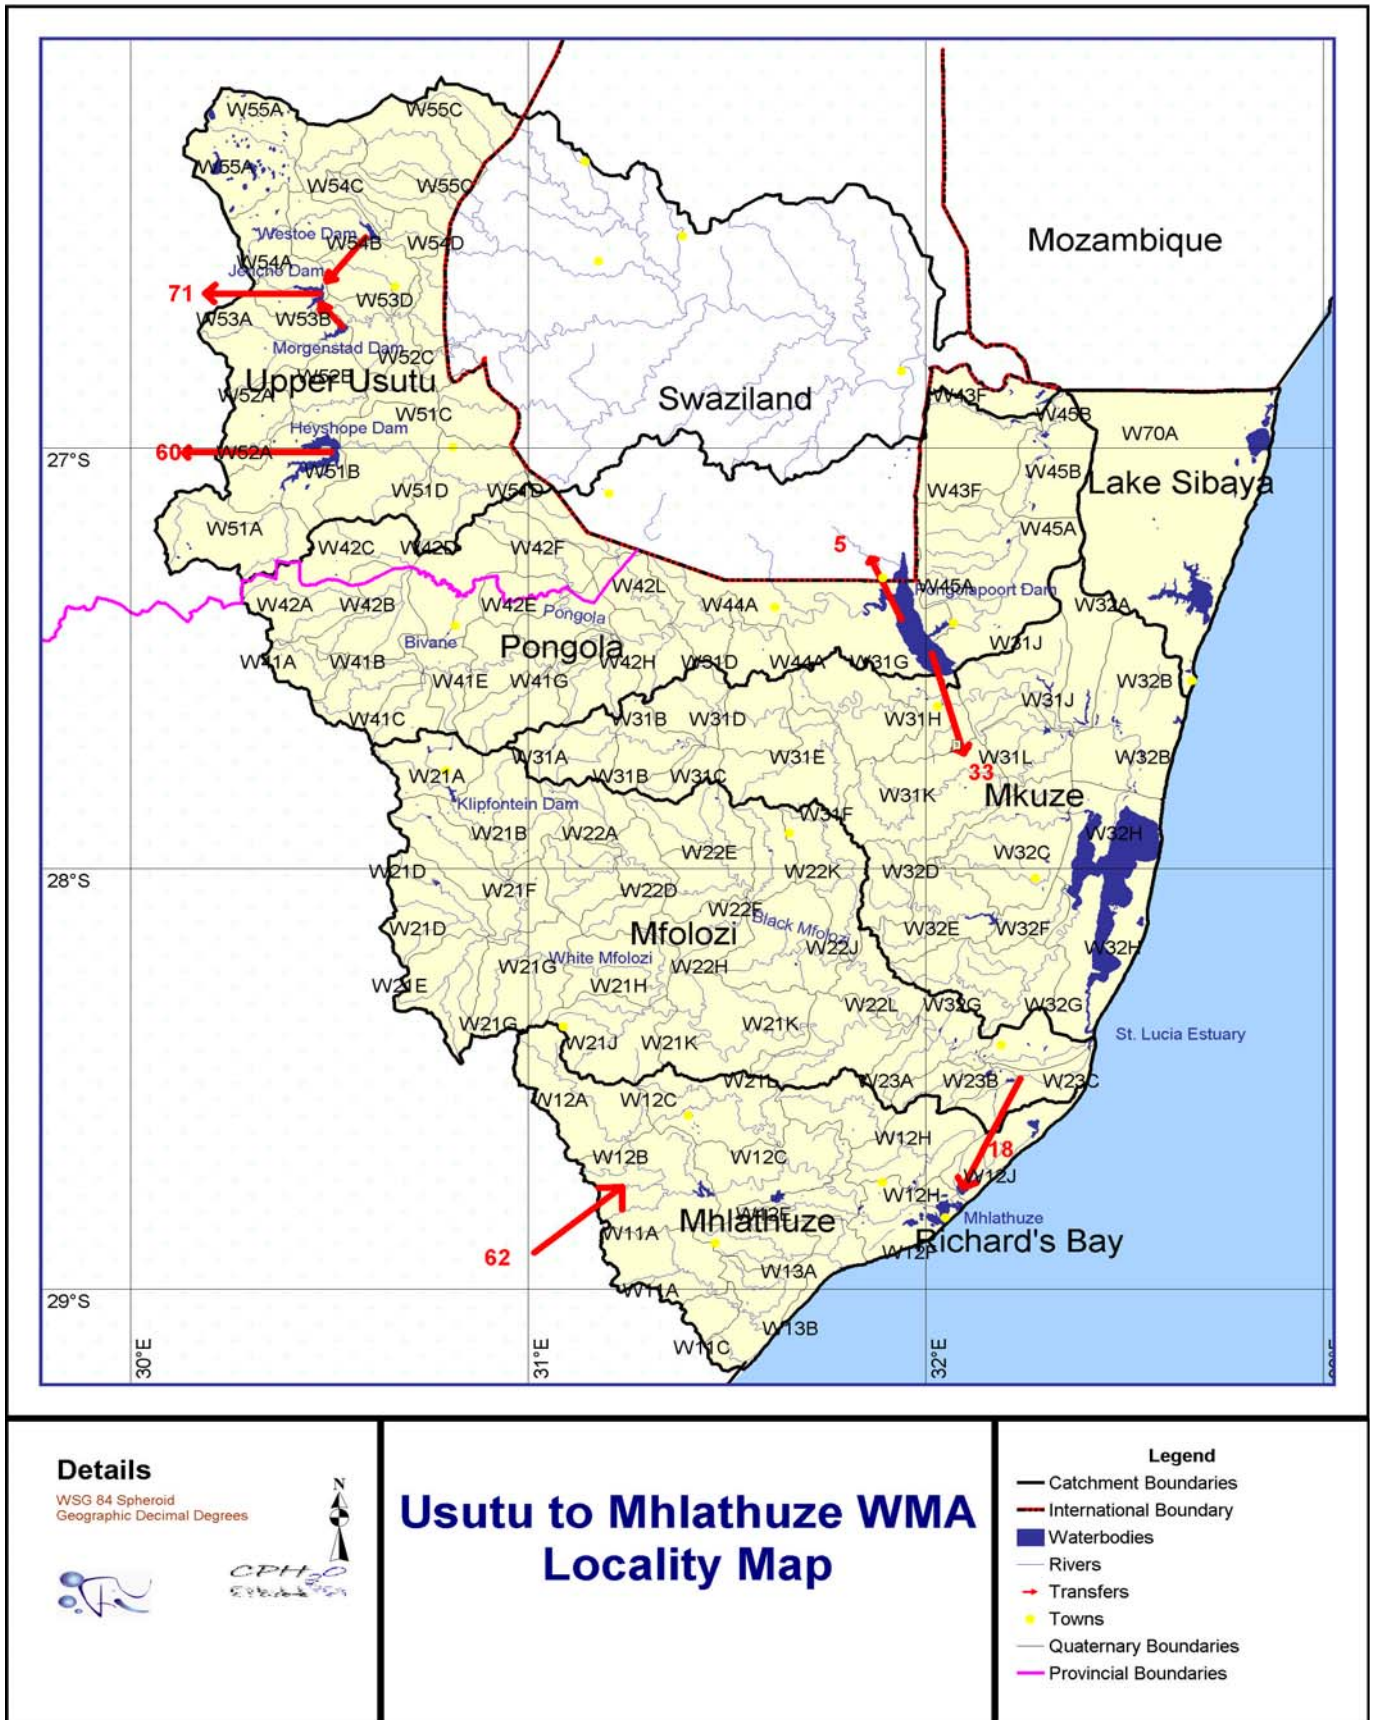 W55A
W55C
W55A
W54C
W55C
Mozambique
Westoe Dam
W54B
W54D
W54A
Jericho Dam
71
W53D
W53A
W53B
Morgenstad Dam
W52C
W52B
Upper Usutu
W52A
Swaziland
W43F
W51C
W45B
Heyshope Dam
W70A
27°S
60
W52A
W51B
W45B
Lake Sibaya
W51D
W51D
W43F
W51A
W45A
W42C
W42D
W42F
5
W42L
W45A
Pongolapoort Dam
W42A
W42B
W42E
Pongola
W44A
W32A
Bivane
Pongola
W31J
W41A
W41B
W42H
W31D
W44A
W31G
W41E
W41G
W32B
W31J
W41C
W31B
W31D
W31H
W31A
W31E
W31L
W32B
W21A
W31B
W31C
33
Klipfontein Dam
W31K
Mkuze
W31F
W21B
W22A
W32H
W22E
W32C
28°S
W21D
W22K
W32D
W21F
W22D
W22F
W21D
Mfolozi
Black Mfolozi
W32E
W32F
W22J
W32H
White Mfolozi
W21G
W22H
W21E
W21H
W22L
W32G
W32G
W21G
W21K
St. Lucia Estuary
W21J
W21K
W21L
W23A
W23B
W23C
W12A
W12C
W12H
18
W12B
W12C
W12J
W12H
Mhlathuze
Mhlathuze
W11A
Richard's Bay
62
W12F
W13A
W11A
29°S
W13B
W11C
30°E
31°E
32°E
Details
WSG 84 Spheroid
Geographic Decimal Degrees
N
CPH2O
Usutu to Mhlathuze WMA
Locality Map
Legend
Catchment Boundaries
International Boundary
Waterbodies
Rivers
Transfers
Towns
Quaternary Boundaries
Provincial Boundaries